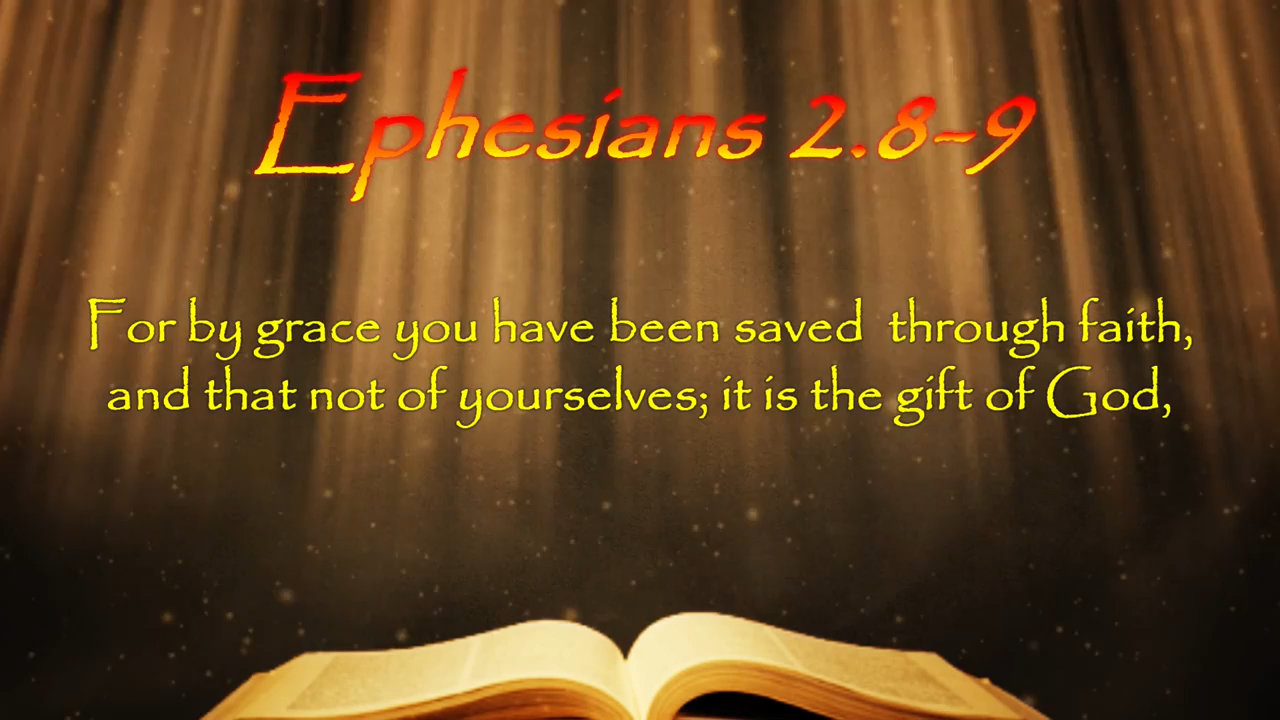 Ephesians 2.8-9
For by grace you have been saved through faith,
and that not of yourselves; it is the gift of God,